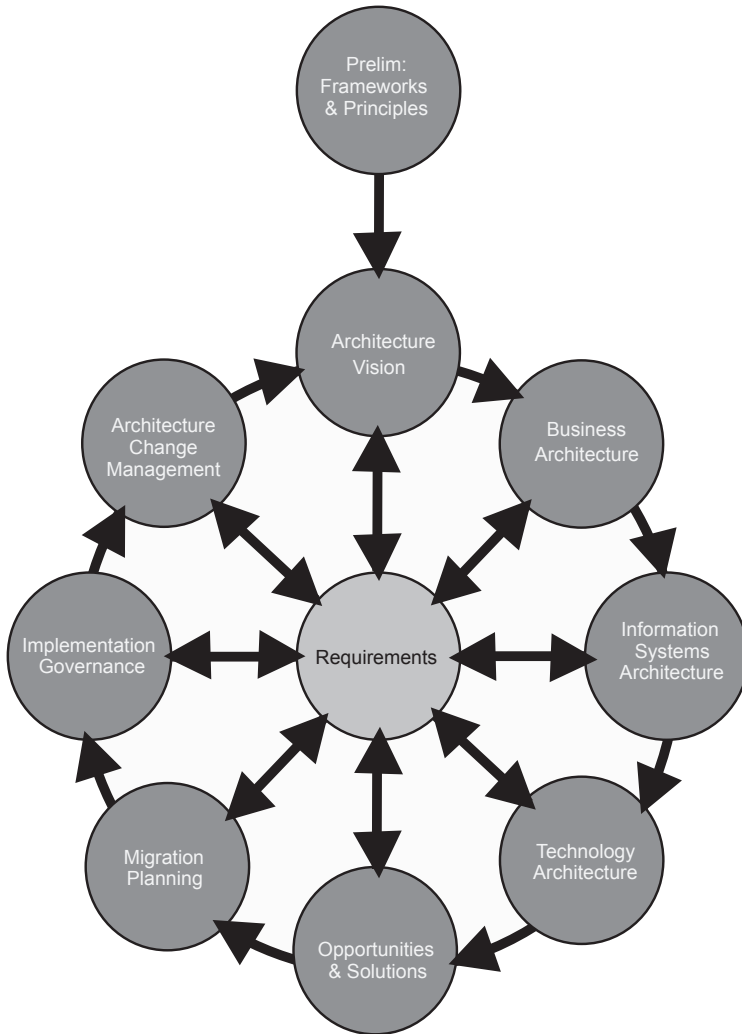 Prelim:
Frameworks
& Principles
Architecture
Vision
Architecture
Change
Management
Business
Architecture
Implementation
Governance
Requirements
Information
Systems
Architecture
Migration
Planning
Technology
Architecture
Opportunities
& Solutions